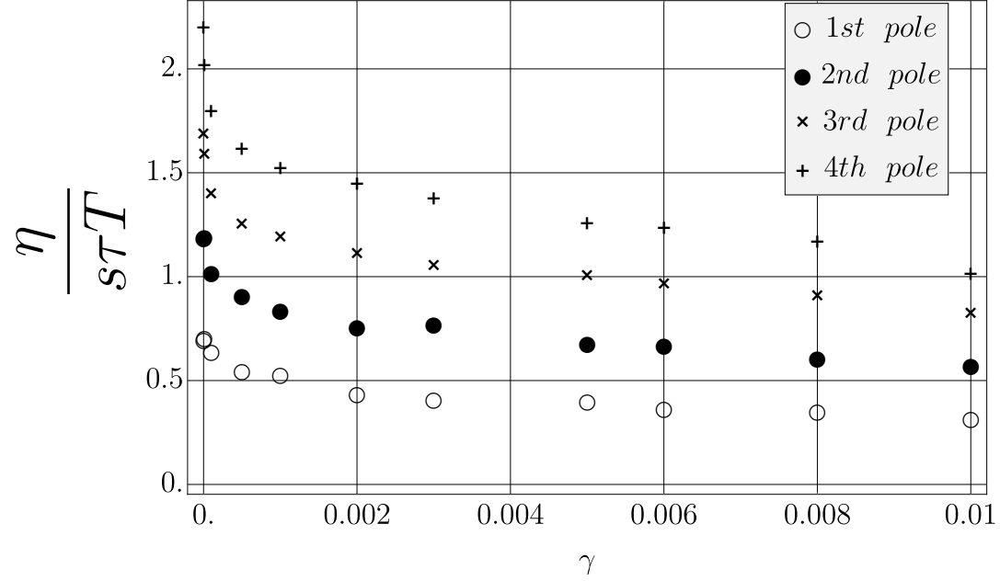 η
sτT
2.
1.5
1.
0.5
0.
0. 0.002 0.004 0.006 0.008 0.01
γ
1st pole
2nd pole
3rd pole
4th pole